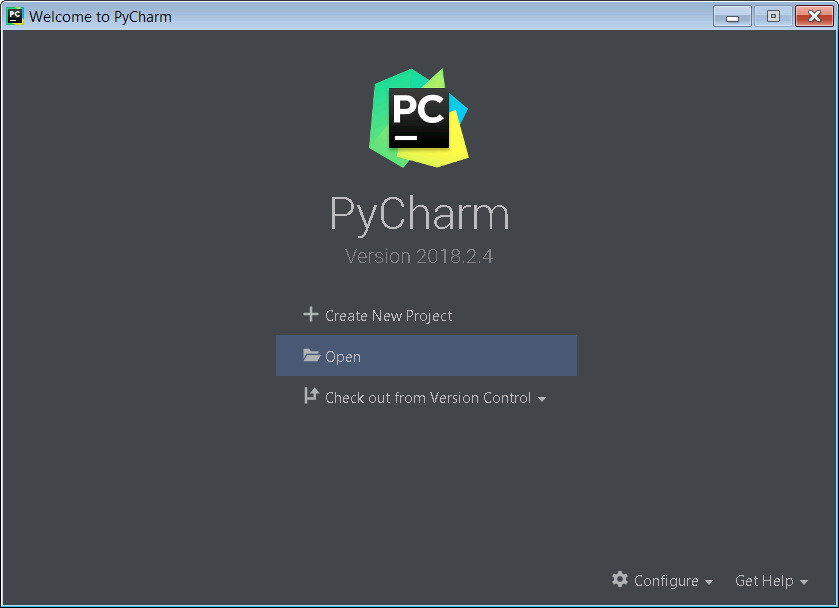 PC Welcome to PyCharm
PC
PyCharm
Version 2018.2.4
Create New Project
Open
Check out from Version Control
Configure Get Help